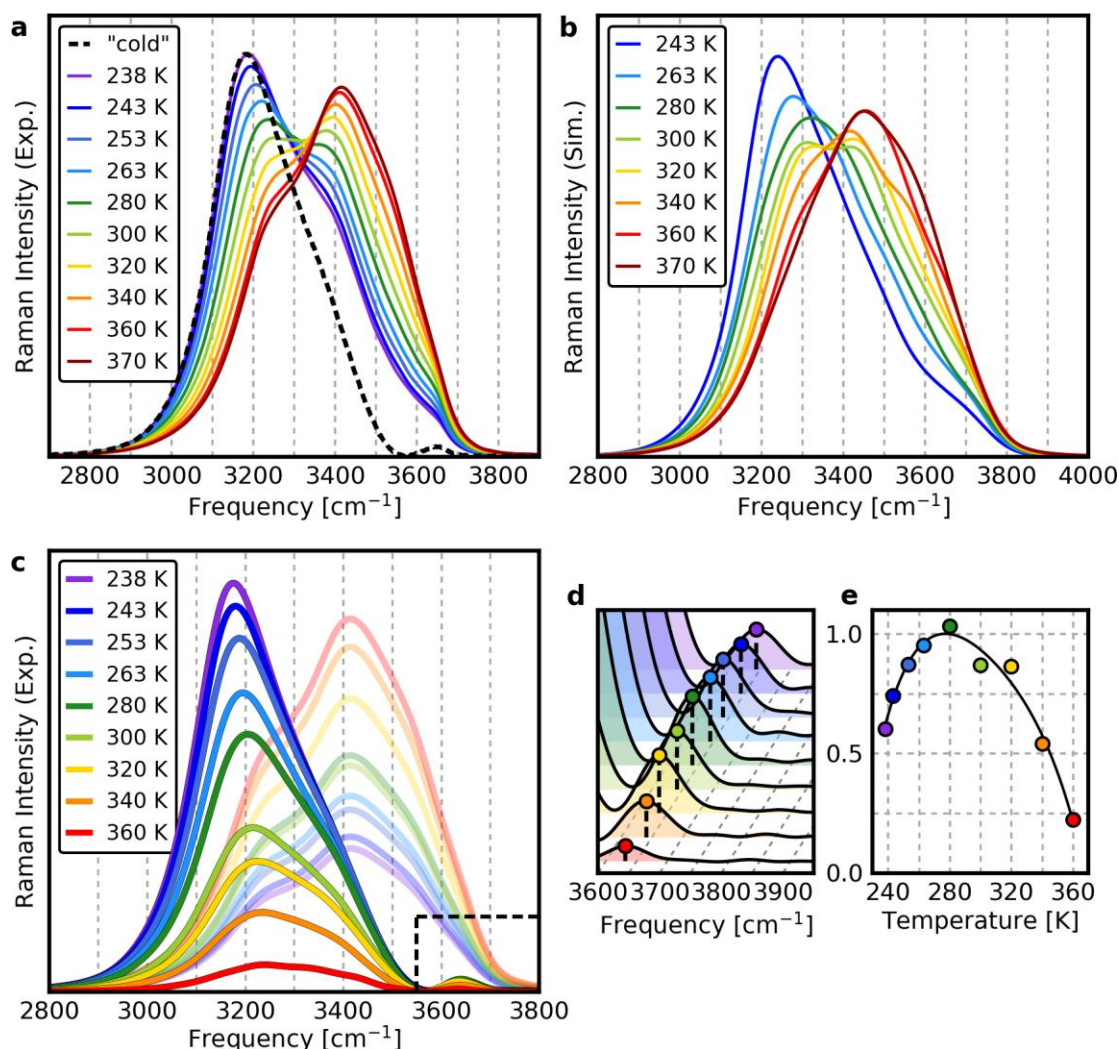 a
"cold"
238 K
243 K
253 K
263 K
280 K
300 K
320 K
340 K
360 K
370 K
Raman Intensity (Exp.)
2800 3000 3200 3400 3600 3800
Frequency [cm⁻¹]
b
243 K
263 K
280 K
300 K
320 K
340 K
360 K
370 K
Raman Intensity (Sim.)
2800 3000 3200 3400 3600 3800 4000
Frequency [cm⁻¹]
c
238 K
243 K
253 K
263 K
280 K
300 K
320 K
340 K
360 K
Raman Intensity (Exp.)
2800 3000 3200 3400 3600 3800
Frequency [cm⁻¹]
d
3600 3700 3800 3900
Frequency [cm⁻¹]
e
1.0
0.5
0.0
240 280 320 360
Temperature [K]